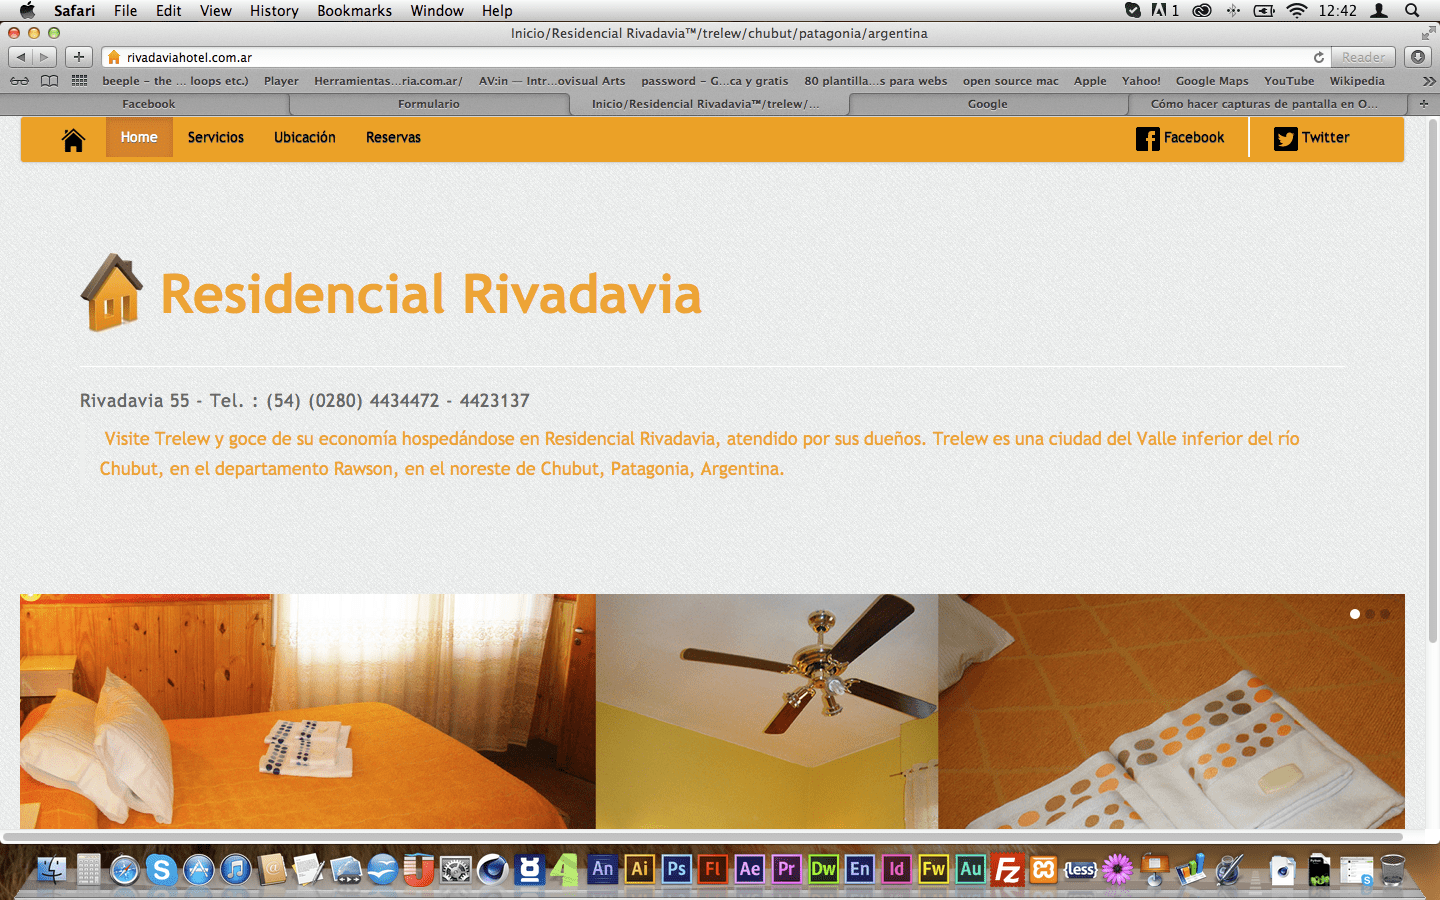 Safari File Edit View History Bookmarks Window Help 1 12:42
Inicio/Residencial Rivadavia™/trelew/chubut/patagonia/argentina
rivadaviahotel.com.ar Reader
beeple – the ... loops etc.) Player Herramientas...ria.com.ar/ AV:in — Intr...ovisual Arts password – G...ca y gratis 80 plantilla...s para webs open source mac Apple Yahoo! Google Maps YouTube Wikipedia
Facebook Formulario Inicio/Residencial Rivadavia™/trelew/... Google Cómo hacer capturas de pantalla en O...
Home Servicios Ubicación Reservas Facebook Twitter
Residencial Rivadavia
Rivadavia 55 - Tel. : (54) (0280) 4434472 - 4423137
Visite Trelew y goce de su economía hospedándose en Residencial Rivadavia, atendido por sus dueños. Trelew es una ciudad del Valle inferior del río
Chubut, en el departamento Rawson, en el noreste de Chubut, Patagonia, Argentina.
An Ai Ps Fl Ae Pr Dw En Id Fw Au Fz {less}